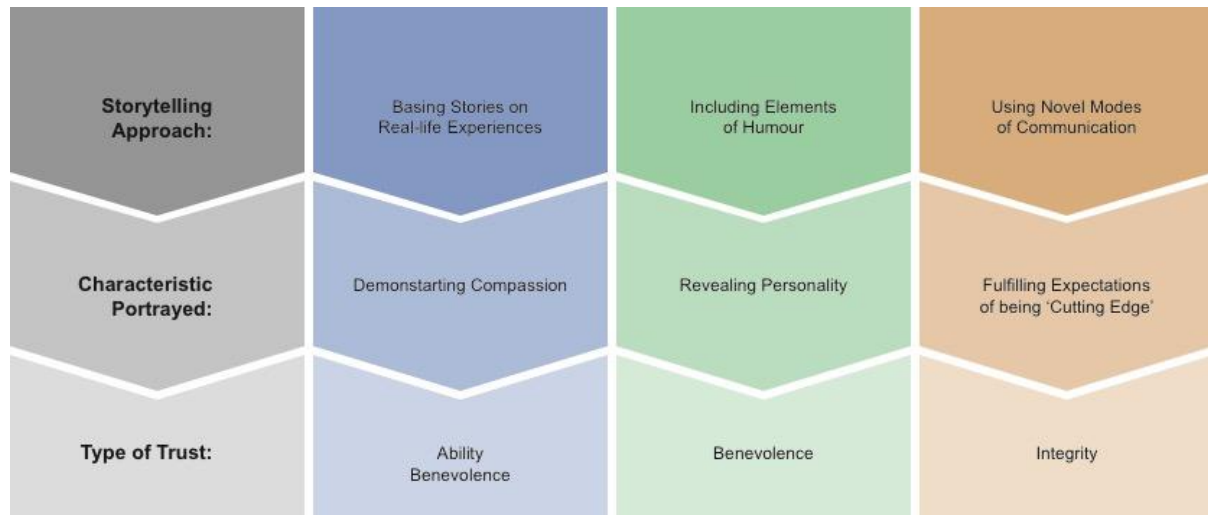 Storytelling
Approach:
Basing Stories on
Real-life Experiences
Including Elements
of Humour
Using Novel Modes
of Communication
Characteristic
Portrayed:
Demonstarting Compassion
Revealing Personality
Fulfilling Expectations
of being ‘Cutting Edge’
Type of Trust:
Ability
Benevolence
Benevolence
Integrity